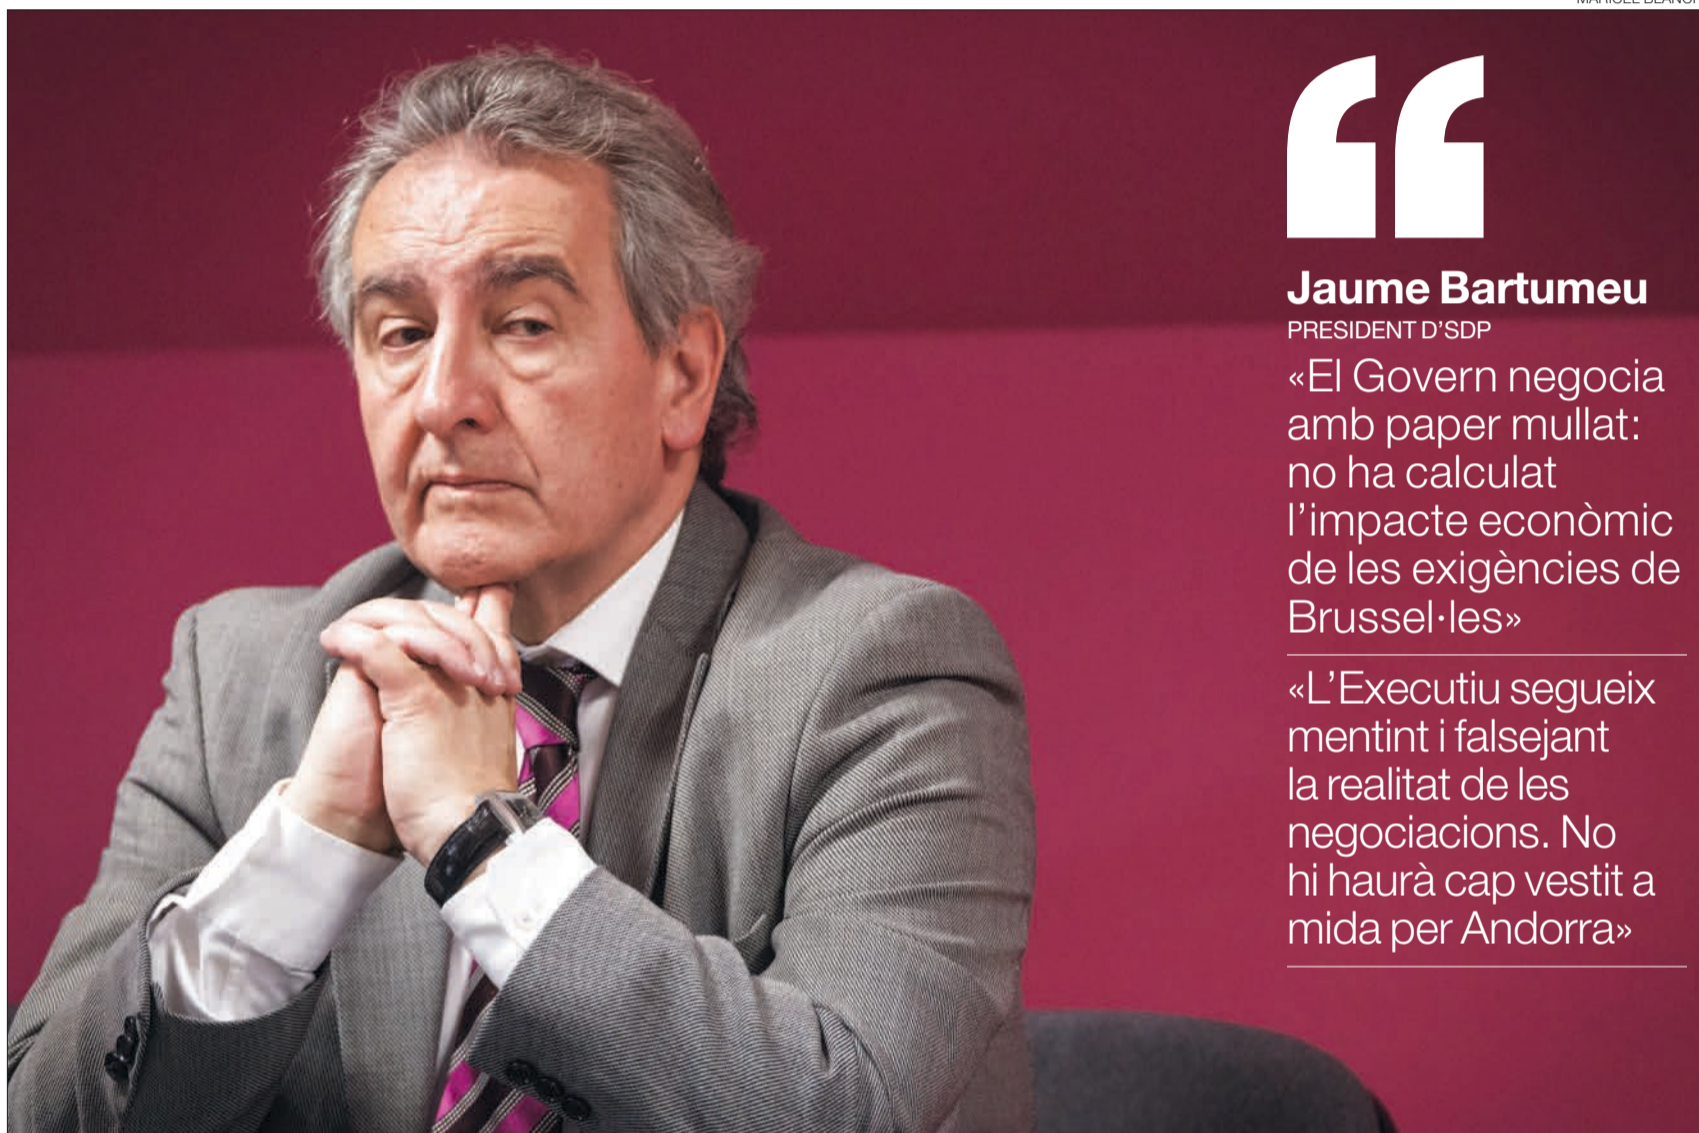 Jaume Bartumeu
PRESIDENT D’SDP
«El Govern negocia
amb paper mullat:
no ha calculat
l’impacte econòmic
de les exigències de
Brussel·les»
«L’Executiu segueix
mentint i falsejant
la realitat de les
negociacions. No
hi haurà cap vestit a
mida per Andorra»